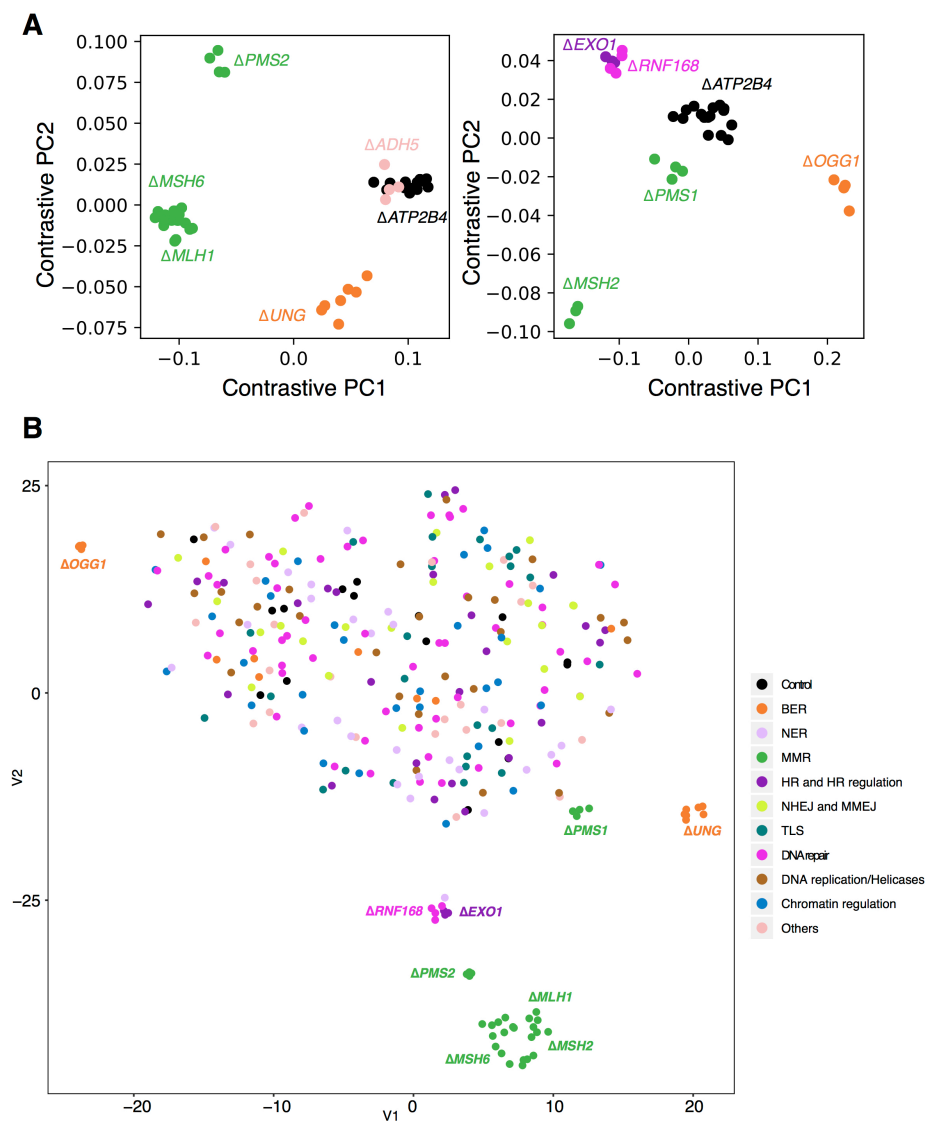 A
0.100
0.075
0.050
0.025
0.000
−0.025
−0.050
−0.075
Contrastive PC2
ΔPMS2
ΔADH5
ΔMSH6
ΔATP2B4
ΔMLH1
ΔUNG
−0.1
0.0
0.1
Contrastive PC1
0.04
0.02
0.00
−0.02
−0.04
−0.06
−0.08
−0.10
Contrastive PC2
ΔEXO1
ΔRNF168
ΔATP2B4
ΔOGG1
ΔPMS1
ΔMSH2
−0.1
0.0
0.1
0.2
Contrastive PC1
B
25
0
−25
V2
ΔOGG1
ΔPMS1
ΔUNG
ΔRNF168
ΔEXO1
ΔPMS2
ΔMLH1
ΔMSH2
ΔMSH6
−20
−10
0
10
20
V1
Control
BER
NER
MMR
HR and HR regulation
NHEJ and MMEJ
TLS
DNA repair
DNA replication/Helicases
Chromatin regulation
Others